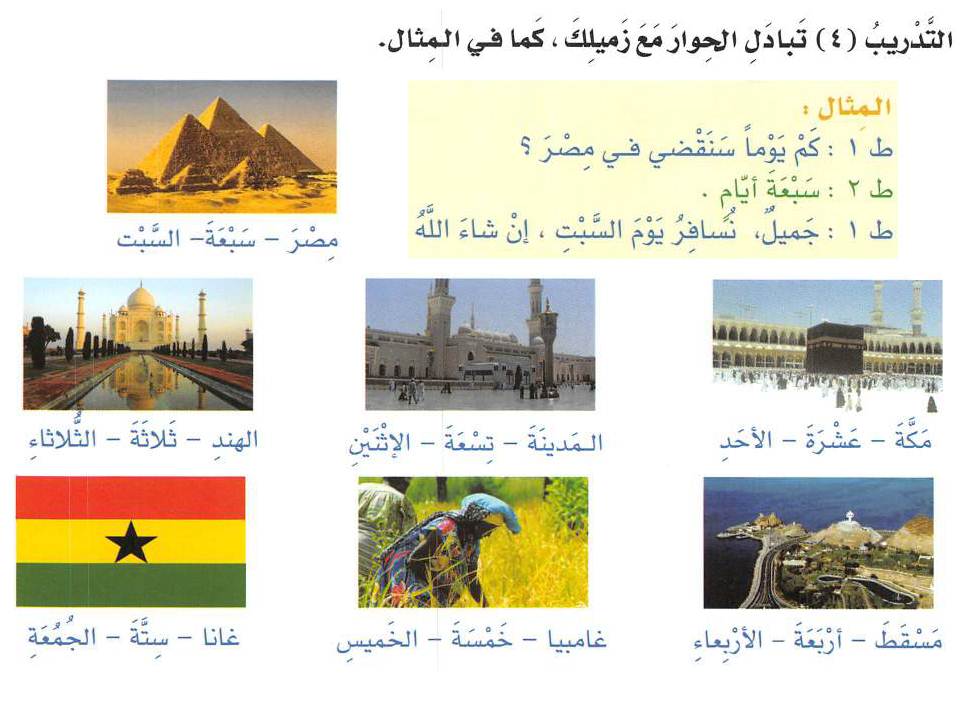 التَّدْريبُ (٤) تَبادَلِ الحِوارَ مَعَ زَميلِكَ ، كَما في المِثال.
المِثال :
ط ١ : كَمْ يَوْماً سَنَقْضي في مِصْرَ ؟
ط ٢ : سَبْعَةَ أيّامٍ .
ط ١ : جَميلٌ، نُسافِرُ يَوْمَ السَّبْتِ ، إنْ شاءَ اللَّهُ
مِصْرَ – سَبْعَةَ– السَّبْت
مَكَّةَ – عَشْرَةَ – الأحَدِ
المَدينَةَ – تِسْعَةَ – الإثْنَيْنِ
الهندِ – ثَلاثَةَ – الثُّلاثاءِ
مَسْقَطَ – أرْبَعَةَ – الأرْبِعاءِ
غامبيا – خَمْسَةَ – الخَميسِ
غانا – سِتَّةَ – الجُمُعَةِ